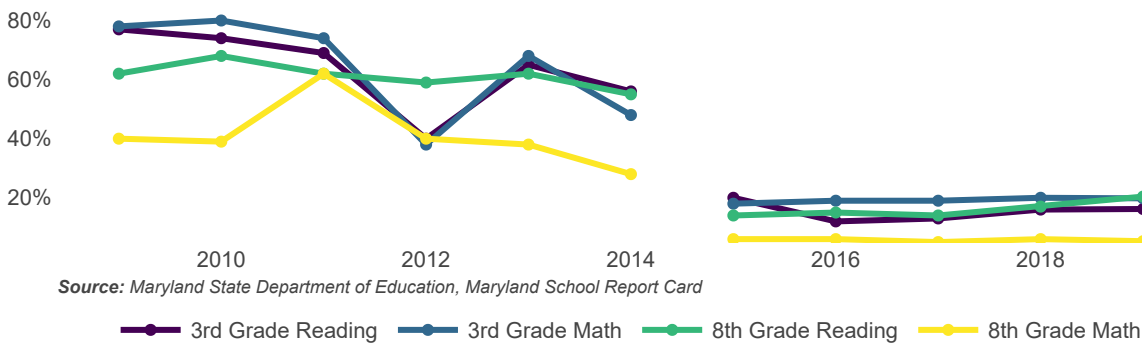 80%
60%
40%
20%
2010 2012 2014 2016 2018
Source: Maryland State Department of Education, Maryland School Report Card
3rd Grade Reading 3rd Grade Math 8th Grade Reading 8th Grade Math